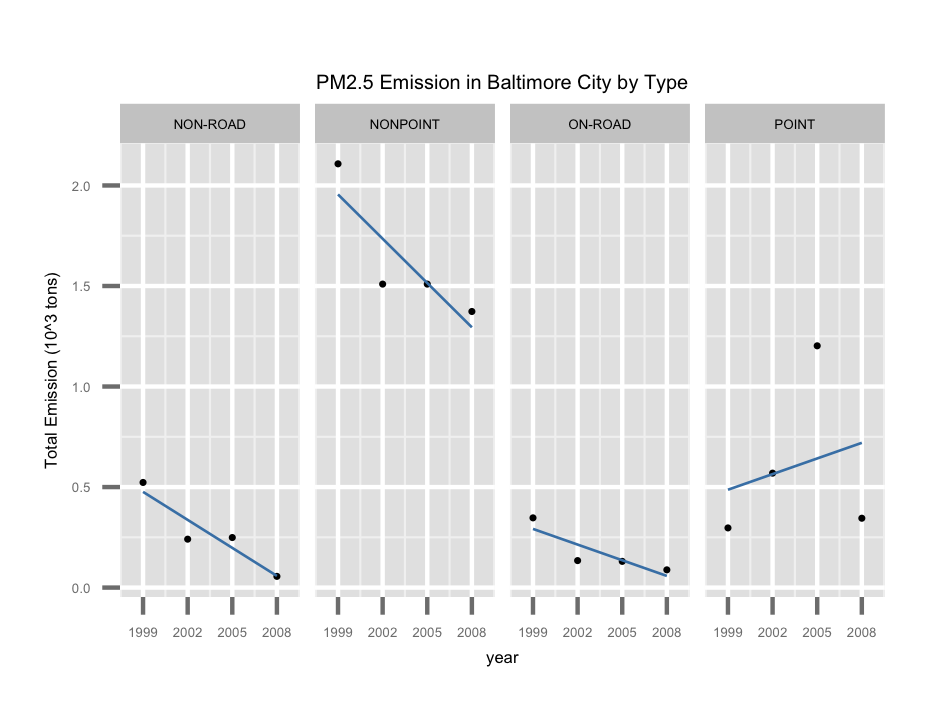 PM2.5 Emission in Baltimore City by Type
NON-ROAD NONPOINT ON-ROAD POINT
Total Emission (10^3 tons)
2.0
1.5
1.0
0.5
0.0
1999 2002 2005 2008 1999 2002 2005 2008 1999 2002 2005 2008 1999 2002 2005 2008
year